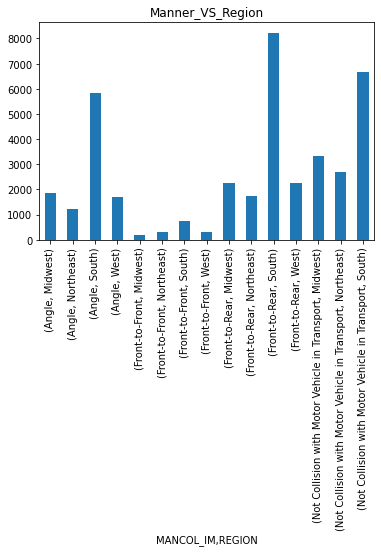 Manner_VS_Region
8000
7000
6000
5000
4000
3000
2000
1000
0
(Angle, Midwest)
(Angle, Northeast)
(Angle, South)
(Angle, West)
(Front-to-Front, Midwest)
(Front-to-Front, Northeast)
(Front-to-Front, South)
(Front-to-Front, West)
(Front-to-Rear, Midwest)
(Front-to-Rear, Northeast)
(Front-to-Rear, South)
(Front-to-Rear, West)
(Not Collision with Motor Vehicle in Transport, Midwest)
(Not Collision with Motor Vehicle in Transport, Northeast)
(Not Collision with Motor Vehicle in Transport, South)
MANCOL_IM,REGION